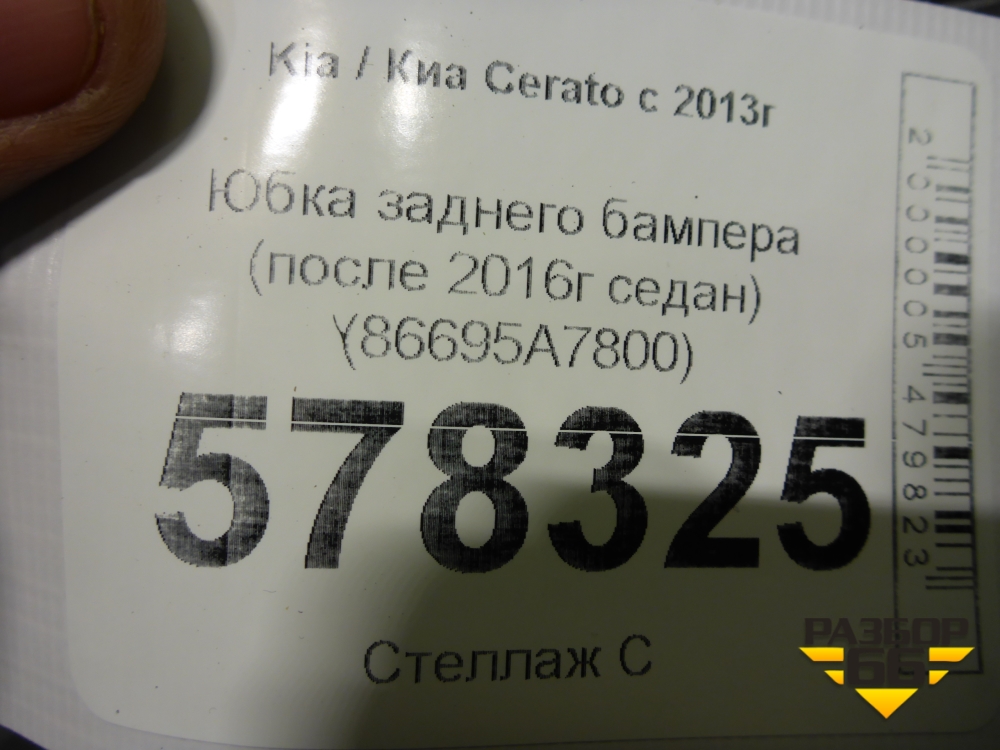 Kia / Киа Cerato с 2013г
Юбка заднего бампера
(после 2016г седан)
(86695A7800)
578325
Стеллаж С
2000005479823
РАЗБОР
66